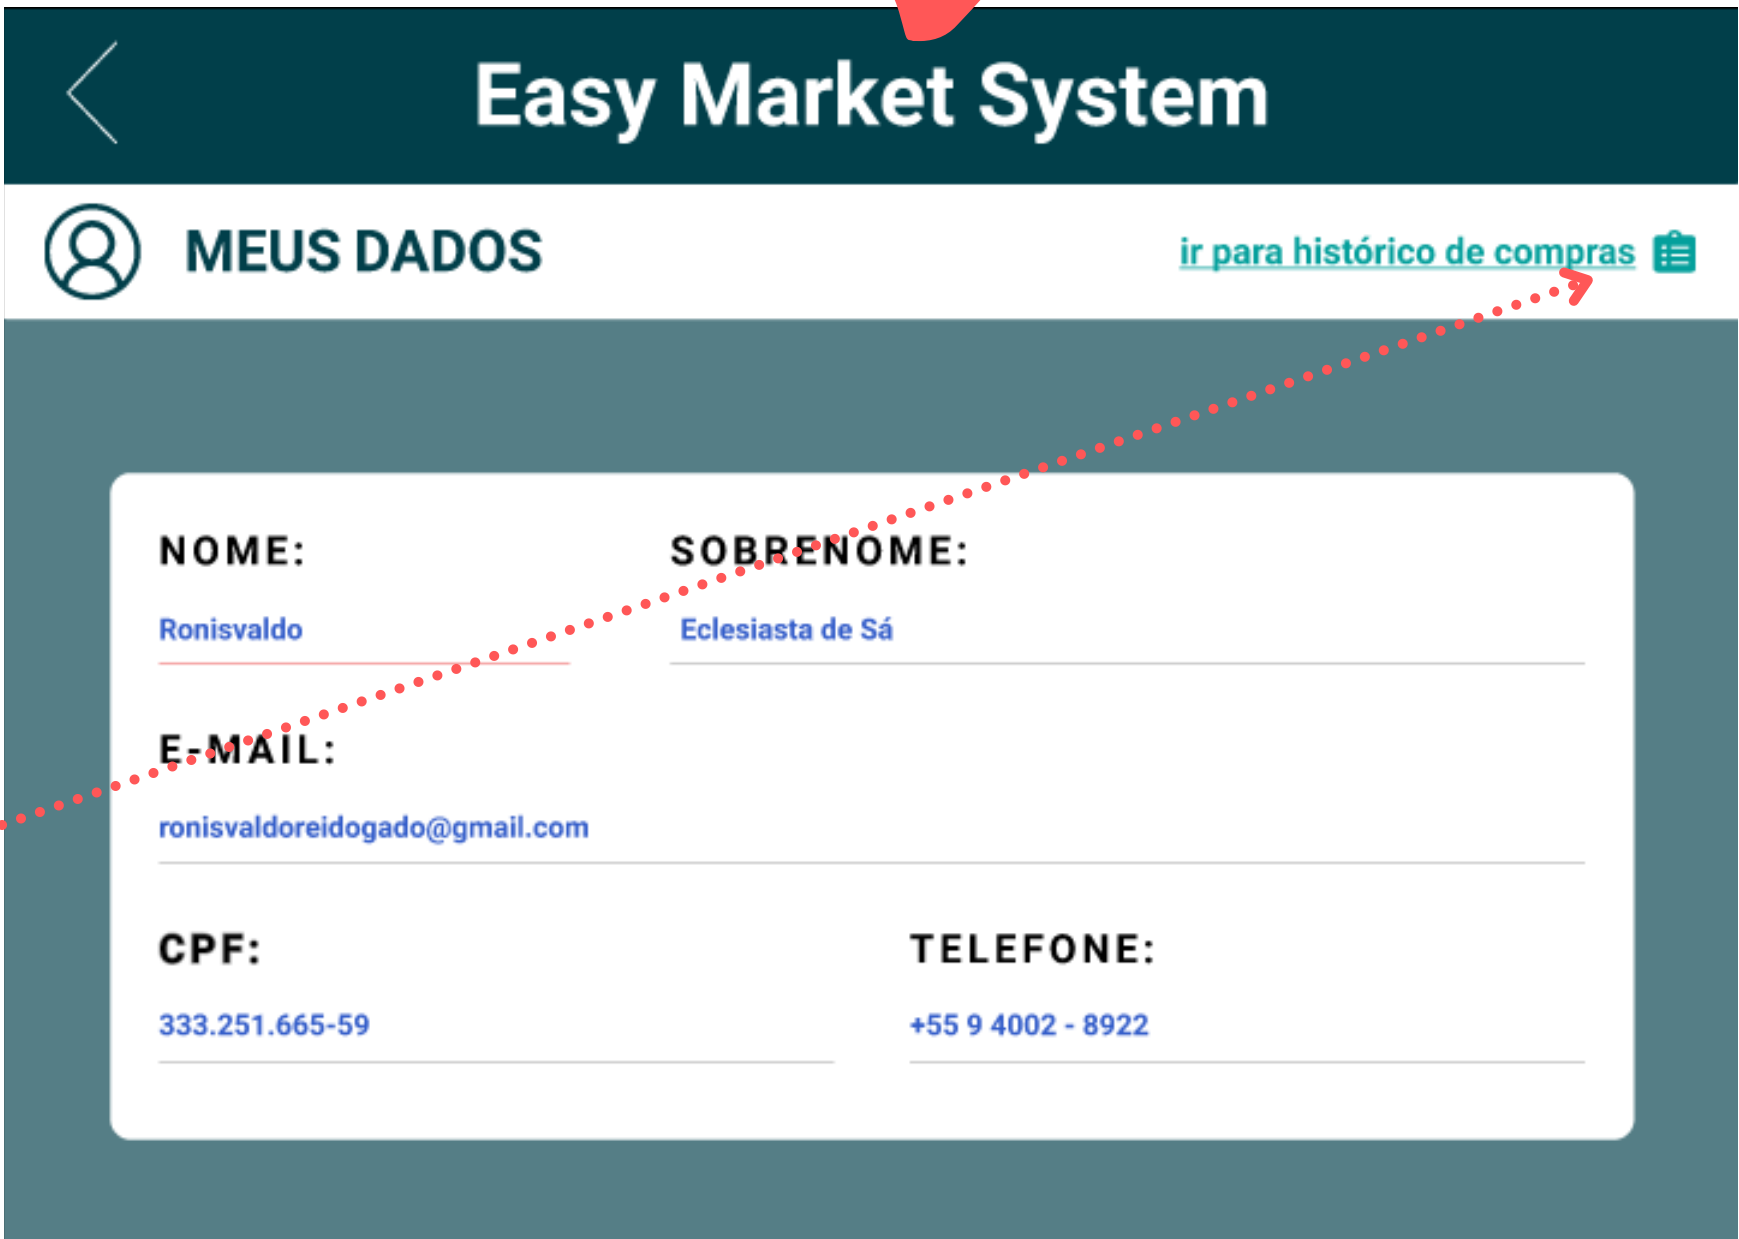 Easy Market System
MEUS DADOS
ir para histórico de compras
NOME:
SOBRENOME:
Ronisvaldo
Eclesiasta de Sá
E-MAIL:
ronisvaldoreidogado@gmail.com
CPF:
TELEFONE:
333.251.665-59
+55 9 4002 - 8922